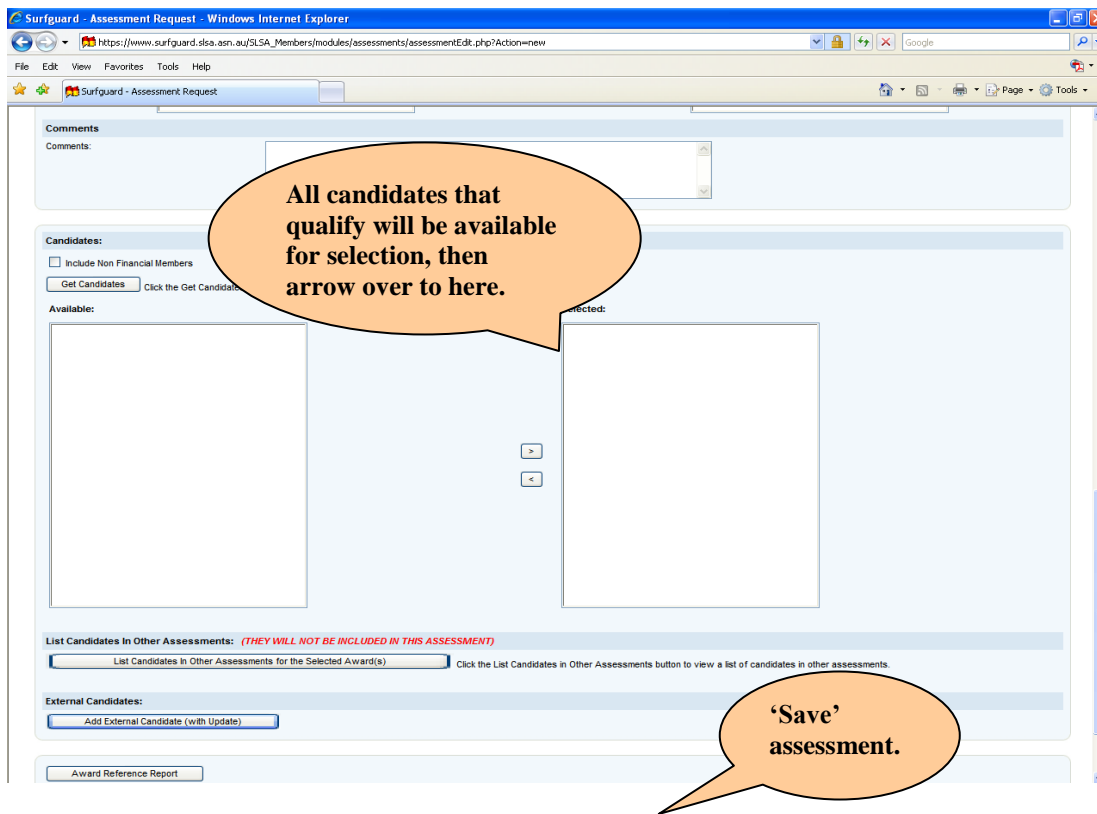 Surfguard - Assessment Request - Windows Internet Explorer
https://www.surfguard.slsa.asn.au/SLSA_Members/modules/assessments/assessmentEdit.php?Action=new
Google
File Edit View Favorites Tools Help
Surfguard - Assessment Request
Page Tools
Comments
Comments:
All candidates that
qualify will be available
for selection, then
arrow over to here.
Candidates:
Include Non Financial Members
Get Candidates Click the Get Candidate
Available:
elected:
>
<
List Candidates In Other Assessments: (THEY WILL NOT BE INCLUDED IN THIS ASSESSMENT)
List Candidates In Other Assessments for the Selected Award(s) Click the List Candidates in Other Assessments button to view a list of candidates in other assessments.
External Candidates:
Add External Candidate (with Update)
‘Save’
assessment.
Award Reference Report